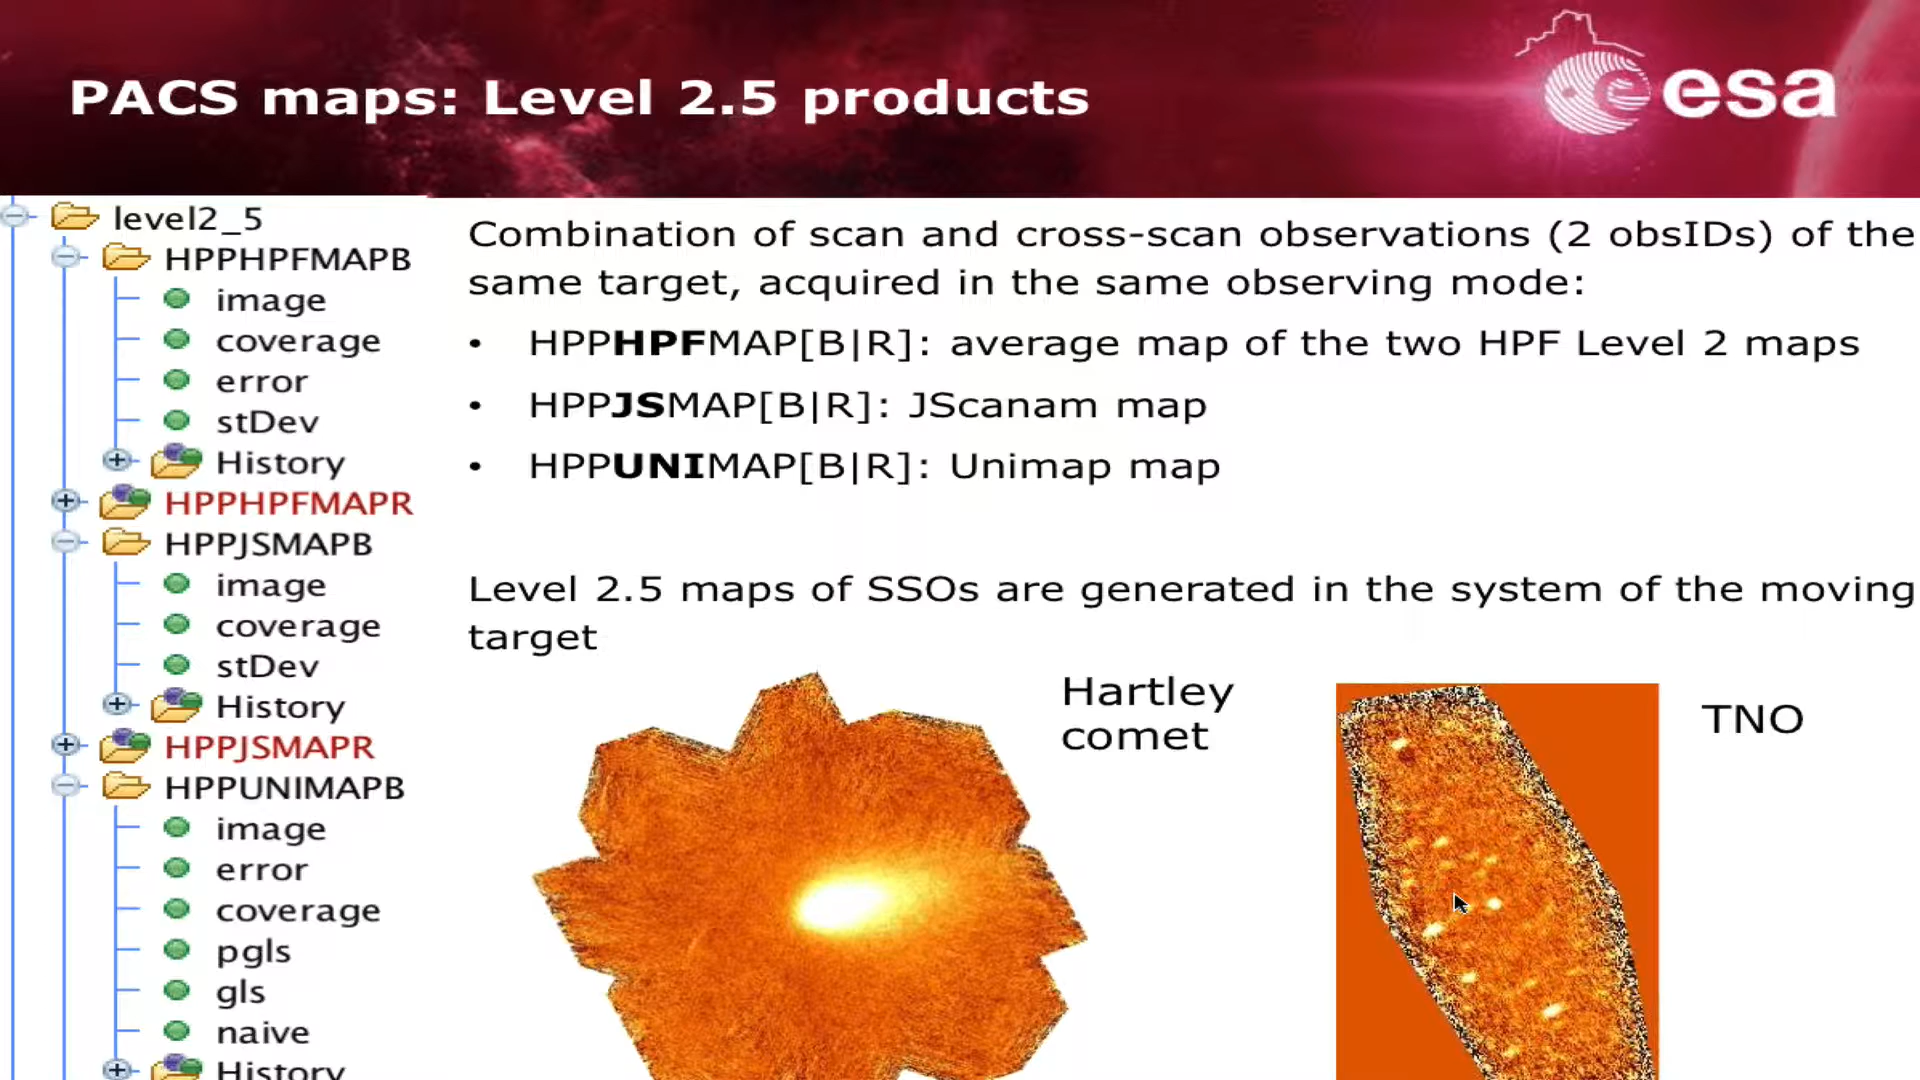 PACS maps: Level 2.5 products
esa
level2_5
HPPHPFMAPB
image
coverage
error
stDev
History
HPPHPFMAPR
HPPJSMAPB
image
coverage
stDev
History
HPPJSMAPR
HPPUNIMAPB
image
error
coverage
pgls
gls
naive
History
Combination of scan and cross-scan observations (2 obsIDs) of the
same target, acquired in the same observing mode:
• HPPHPFMAP[B|R]: average map of the two HPF Level 2 maps
• HPPJSMAP[B|R]: JScanam map
• HPPUNIMAP[B|R]: Unimap map
Level 2.5 maps of SSOs are generated in the system of the moving
target
Hartley
comet
TNO